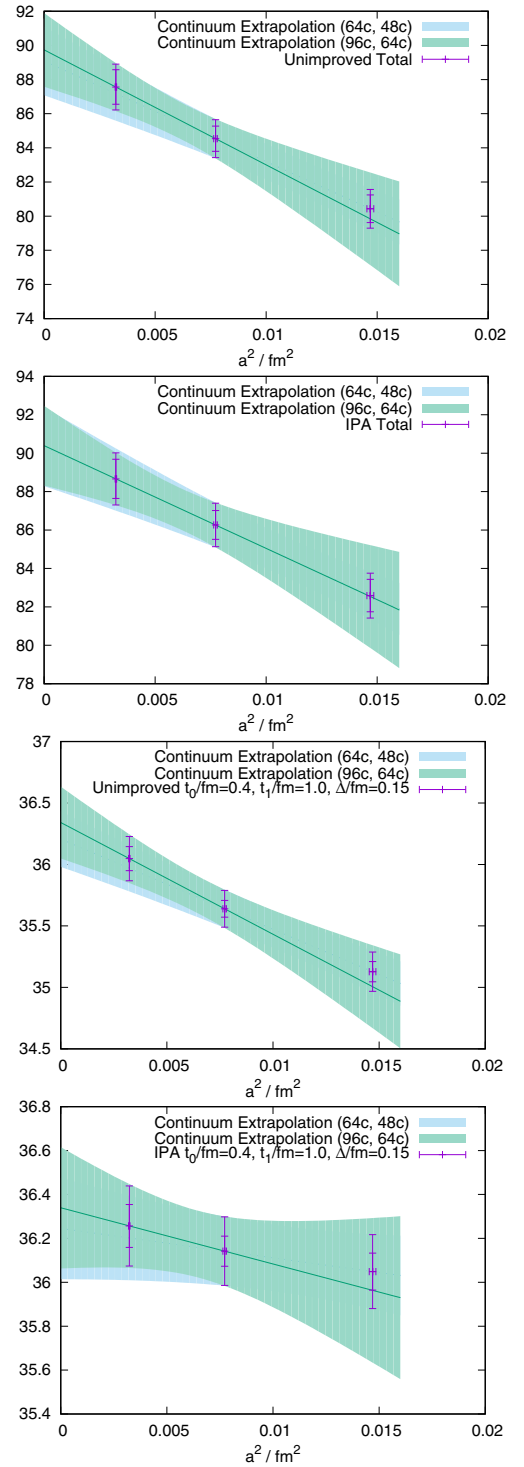 92
90
88
86
84
82
80
78
76
74
Continuum Extrapolation (64c, 48c)
Continuum Extrapolation (96c, 64c)
Unimproved Total
0 0.005 0.01 0.015 0.02
a² / fm²
94
92
90
88
86
84
82
80
78
Continuum Extrapolation (64c, 48c)
Continuum Extrapolation (96c, 64c)
IPA Total
0 0.005 0.01 0.015 0.02
a² / fm²
37
36.5
36
35.5
35
34.5
Continuum Extrapolation (64c, 48c)
Continuum Extrapolation (96c, 64c)
Unimproved t₀/fm=0.4, t₁/fm=1.0, Δ/fm=0.15
0 0.005 0.01 0.015 0.02
a² / fm²
36.8
36.6
36.4
36.2
36
35.8
35.6
35.4
Continuum Extrapolation (64c, 48c)
Continuum Extrapolation (96c, 64c)
IPA t₀/fm=0.4, t₁/fm=1.0, Δ/fm=0.15
0 0.005 0.01 0.015 0.02
a² / fm²